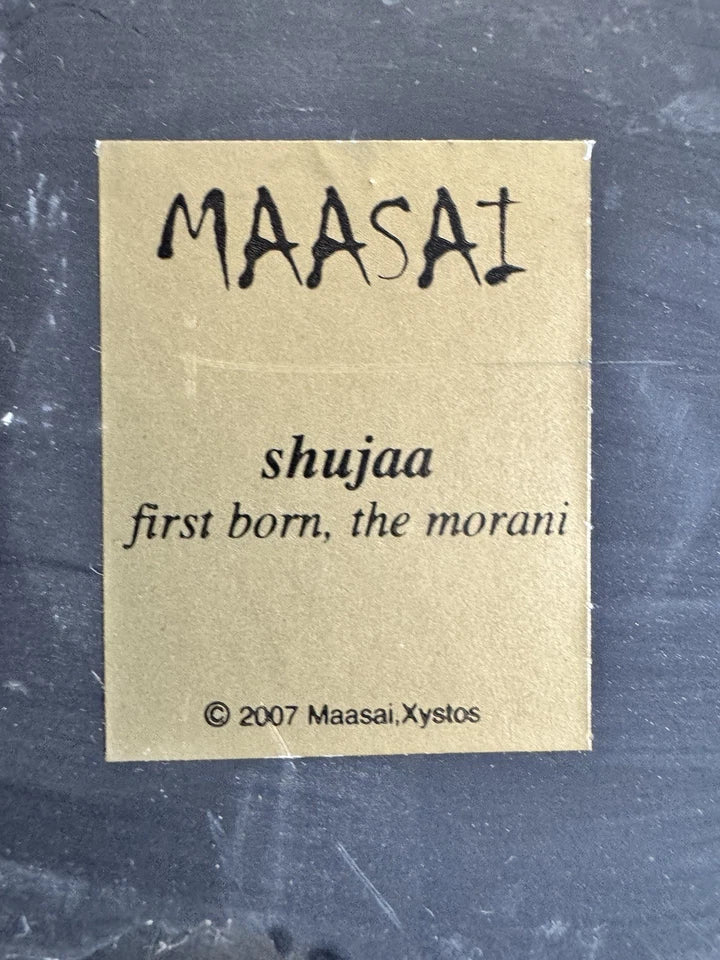 MAASAI
shujaa
first born, the morani
© 2007 Maasai,Xystos